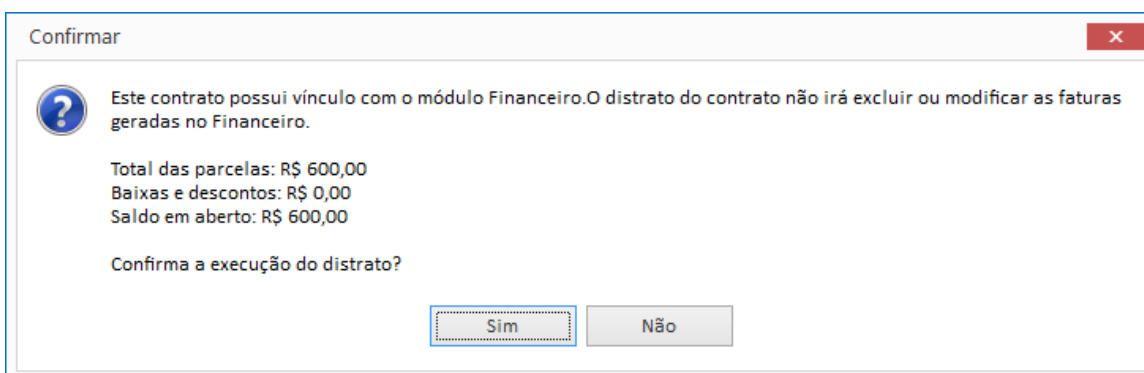 Confirmar
Este contrato possui vínculo com o módulo Financeiro.O distrato do contrato não irá excluir ou modificar as faturas
geradas no Financeiro.
Total das parcelas: R$ 600,00
Baixas e descontos: R$ 0,00
Saldo em aberto: R$ 600,00
Confirma a execução do distrato?
Sim
Não